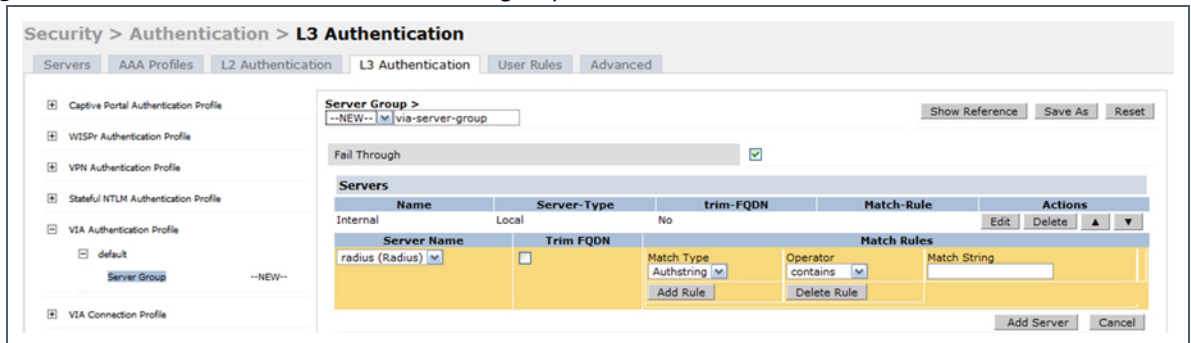 Security > Authentication > L3 Authentication
Servers AAA Profiles L2 Authentication L3 Authentication User Rules Advanced
Captive Portal Authentication Profile
WISPr Authentication Profile
VPN Authentication Profile
Stateful NTLM Authentication Profile
VIA Authentication Profile
default
Server Group --NEW--
VIA Connection Profile
Server Group >
--NEW-- via-server-group
Show Reference Save As Reset
Fail Through
Servers
Name Server-Type trim-FQDN Match-Rule Actions
Internal Local No Edit Delete ▲ ▼
Server Name Trim FQDN Match Rules
radius (Radius) Match Type Operator Match String
Authstring contains
Add Rule Delete Rule
Add Server Cancel